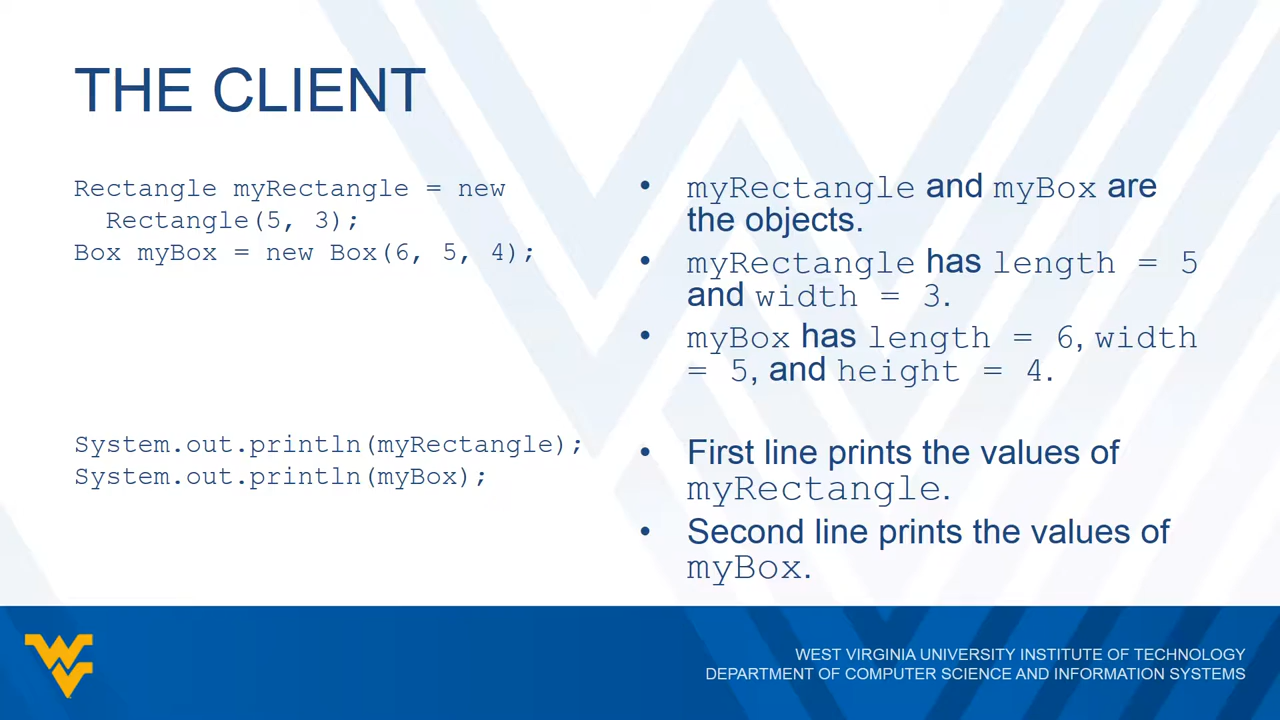 THE CLIENT
Rectangle myRectangle = new
Rectangle(5, 3);
Box myBox = new Box(6, 5, 4);
System.out.println(myRectangle);
System.out.println(myBox);
• myRectangle and myBox are
the objects.
• myRectangle has length = 5
and width = 3.
• myBox has length = 6, width
= 5, and height = 4.
• First line prints the values of
myRectangle.
• Second line prints the values of
myBox.
WV
WEST VIRGINIA UNIVERSITY INSTITUTE OF TECHNOLOGY
DEPARTMENT OF COMPUTER SCIENCE AND INFORMATION SYSTEMS